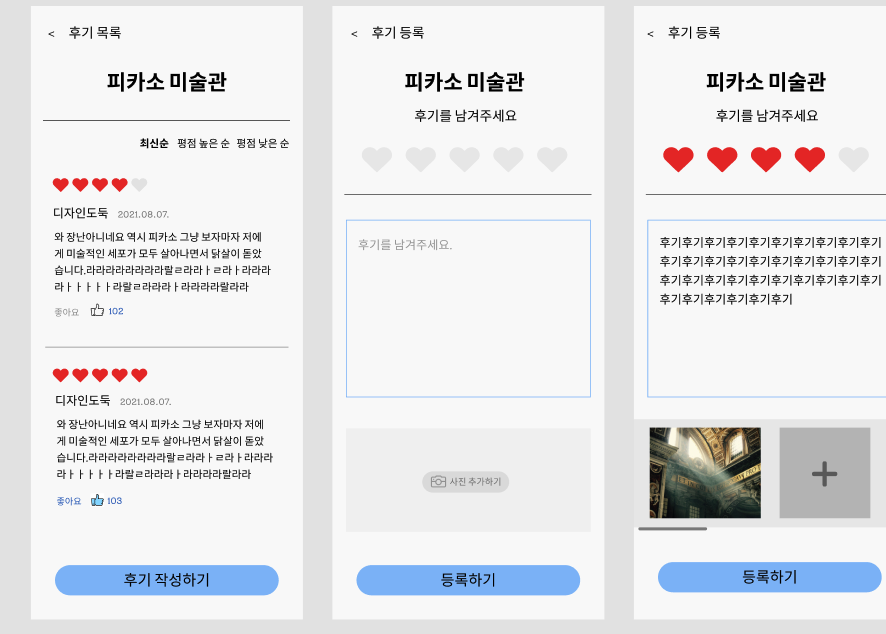 < 후기 목록
피카소 미술관
최신순 평점 높은 순 평점 낮은 순
디자인도둑 2021.08.07.
와 장난아니네요 역시 피카소 그냥 보자마자 저에
게 미술적인 세포가 모두 살아나면서 닭살이 돋았
습니다.라라라라라라라랄ㄹ라라ㅏㄹ라ㅏ라라라
라ㅏㅏㅏㅏㅏ라랄ㄹ라라라ㅏ라라라라랄라라
좋아요 102
디자인도둑 2021.08.07.
와 장난아니네요 역시 피카소 그냥 보자마자 저에
게 미술적인 세포가 모두 살아나면서 닭살이 돋았
습니다.라라라라라라라라랄ㄹ라라ㅏㄹ라ㅏ라라라
라ㅏㅏㅏㅏㅏ라랄ㄹ라라라ㅏ라라라라랄라라
좋아요 103
후기 작성하기
< 후기 등록
피카소 미술관
후기를 남겨주세요
후기를 남겨주세요.
사진 추가하기
등록하기
< 후기 등록
피카소 미술관
후기를 남겨주세요
후기후기후기후기후기후기후기후기후기후기
후기후기후기후기후기후기후기후기후기후기
후기후기후기후기후기후기후기후기후기후기
후기후기후기후기후기후기
등록하기